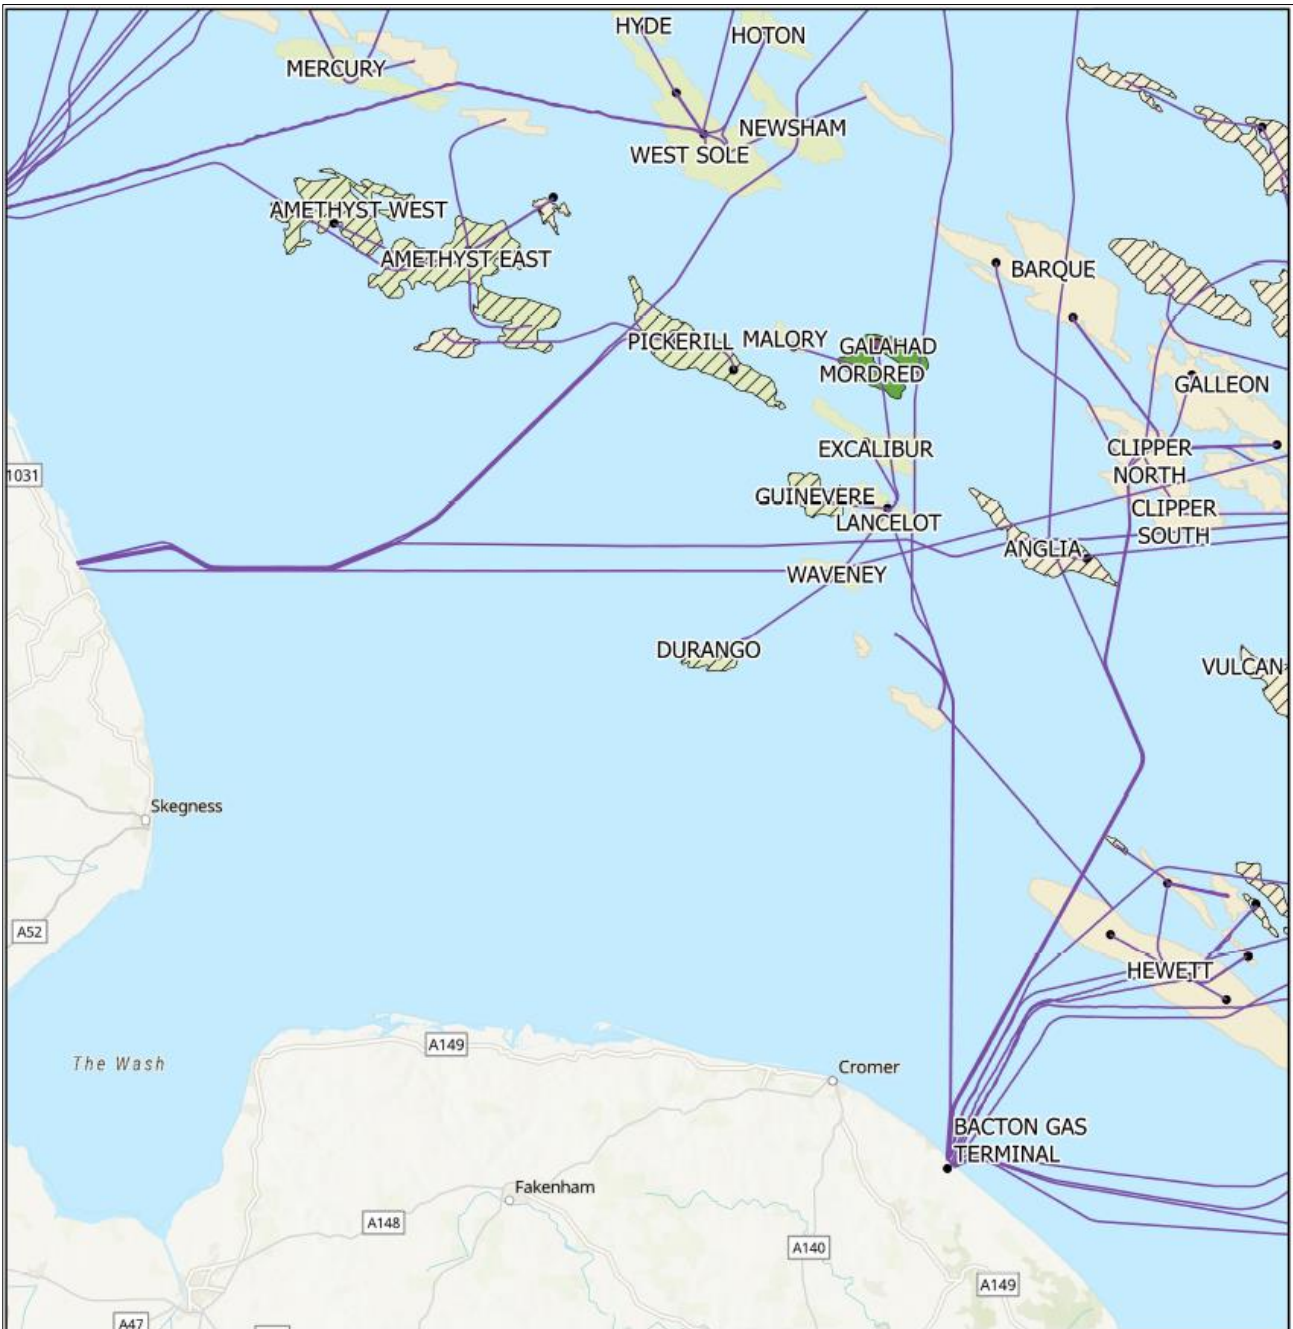 HYDE
HOTON
MERCURY
NEWSHAM
WEST SOLE
AMETHYST WEST
AMETHYST EAST
BARQUE
PICKERILL
MALORY
GALAHAD
MORDRED
GALLEON
EXCALIBUR
CLIPPER
NORTH
1031
GUINEVERE
LANCELOT
CLIPPER
SOUTH
ANGLIA
WAVENEY
DURANGO
VULCAN
Skegness
A52
HEWETT
The Wash
A149
Cromer
BACTON GAS
TERMINAL
Fakenham
A148
A140
A149
A47